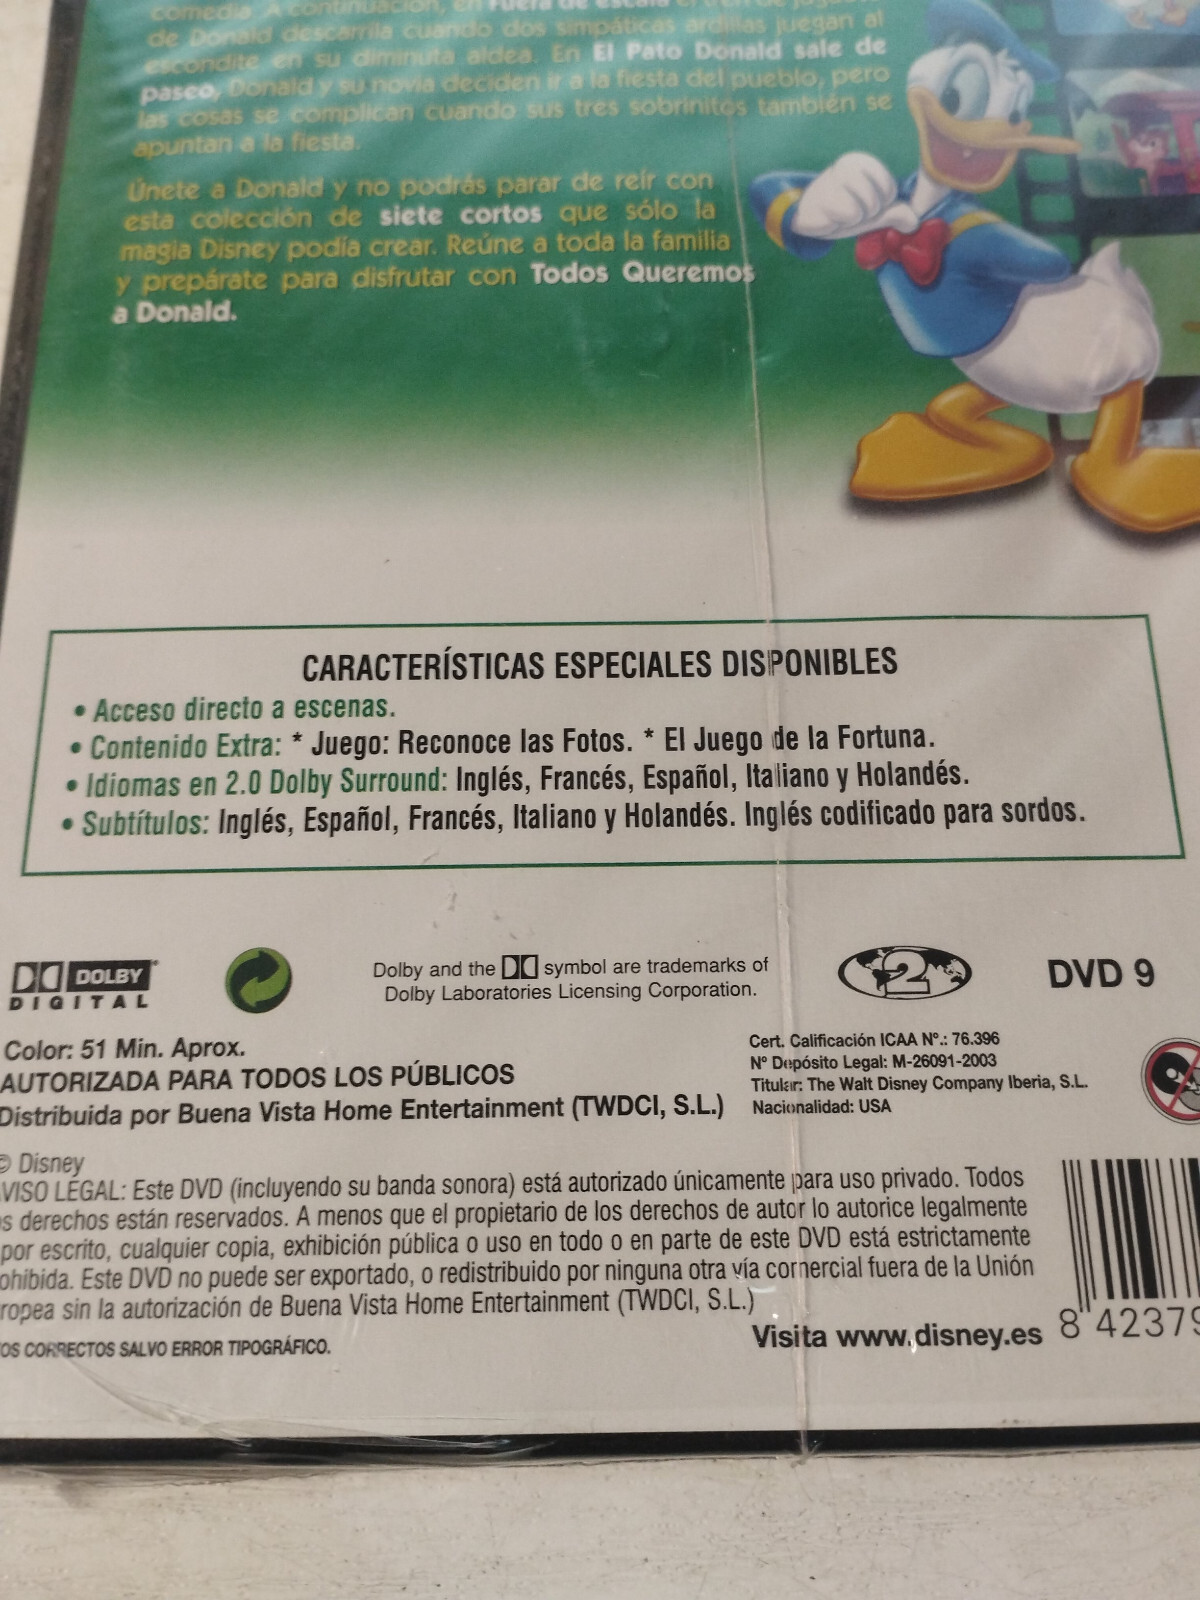 comedia. A continuación, en Fuera de escala el tren de juguete
de Donald descarrila cuando dos simpáticas ardillas juegan al
escondite en su diminuta aldea. En El Pato Donald sale de
paseo, Donald y su novia deciden ir a la fiesta del pueblo, pero
las cosas se complican cuando sus tres sobrinitos también se
apuntan a la fiesta.
Únete a Donald y no podrás parar de reír con
esta colección de siete cortos que sólo la
magia Disney podía crear. Reúne a toda la familia
y prepárate para disfrutar con Todos Queremos
a Donald.
CARACTERÍSTICAS ESPECIALES DISPONIBLES
• Acceso directo a escenas.
• Contenido Extra: * Juego: Reconoce las Fotos. * El Juego de la Fortuna.
• Idiomas en 2.0 Dolby Surround: Inglés, Francés, Español, Italiano y Holandés.
• Subtítulos: Inglés, Español, Francés, Italiano y Holandés. Inglés codificado para sordos.
DOLBY
DIGITAL
Dolby and the symbol are trademarks of
Dolby Laboratories Licensing Corporation.
2
DVD 9
Color: 51 Min. Aprox.
AUTORIZADA PARA TODOS LOS PÚBLICOS
Distribuida por Buena Vista Home Entertainment (TWDCI, S.L.)
Cert. Calificación ICAA Nº.: 76.396
Nº Depósito Legal: M-26091-2003
Titular: The Walt Disney Company Iberia, S.L.
Nacionalidad: USA
© Disney
VISO LEGAL: Este DVD (incluyendo su banda sonora) está autorizado únicamente para uso privado. Todos
os derechos están reservados. A menos que el propietario de los derechos de autor lo autorice legalmente
por escrito, cualquier copia, exhibición pública o uso en todo o en parte de este DVD está estrictamente
ohibida. Este DVD no puede ser exportado, o redistribuido por ninguna otra vía comercial fuera de la Unión
ropea sin la autorización de Buena Vista Home Entertainment (TWDCI, S.L.)
OS CORRECTOS SALVO ERROR TIPOGRÁFICO.
Visita www.disney.es
8 42379